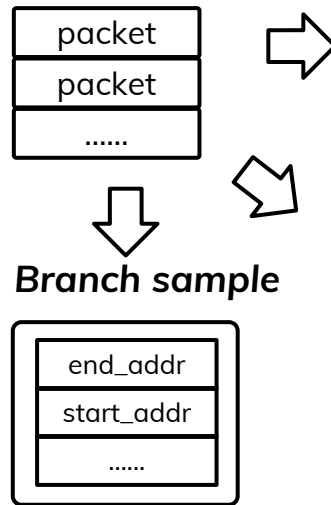 packet
packet
......
Branch sample
end_addr
start_addr
......